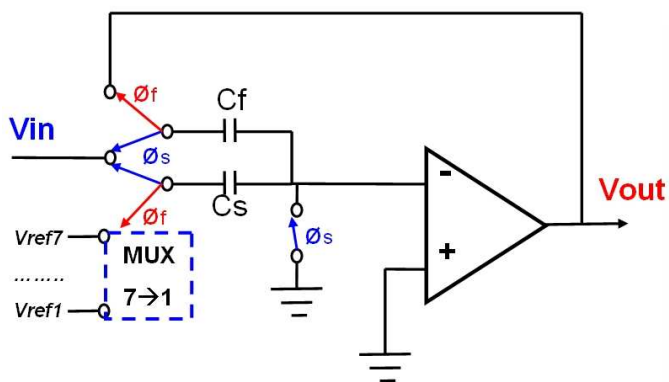 Øf
Cf
Vin
Øs
Øf
Cs
Øs
-
+
Vout
Vref7
........
Vref1
MUX
7→1